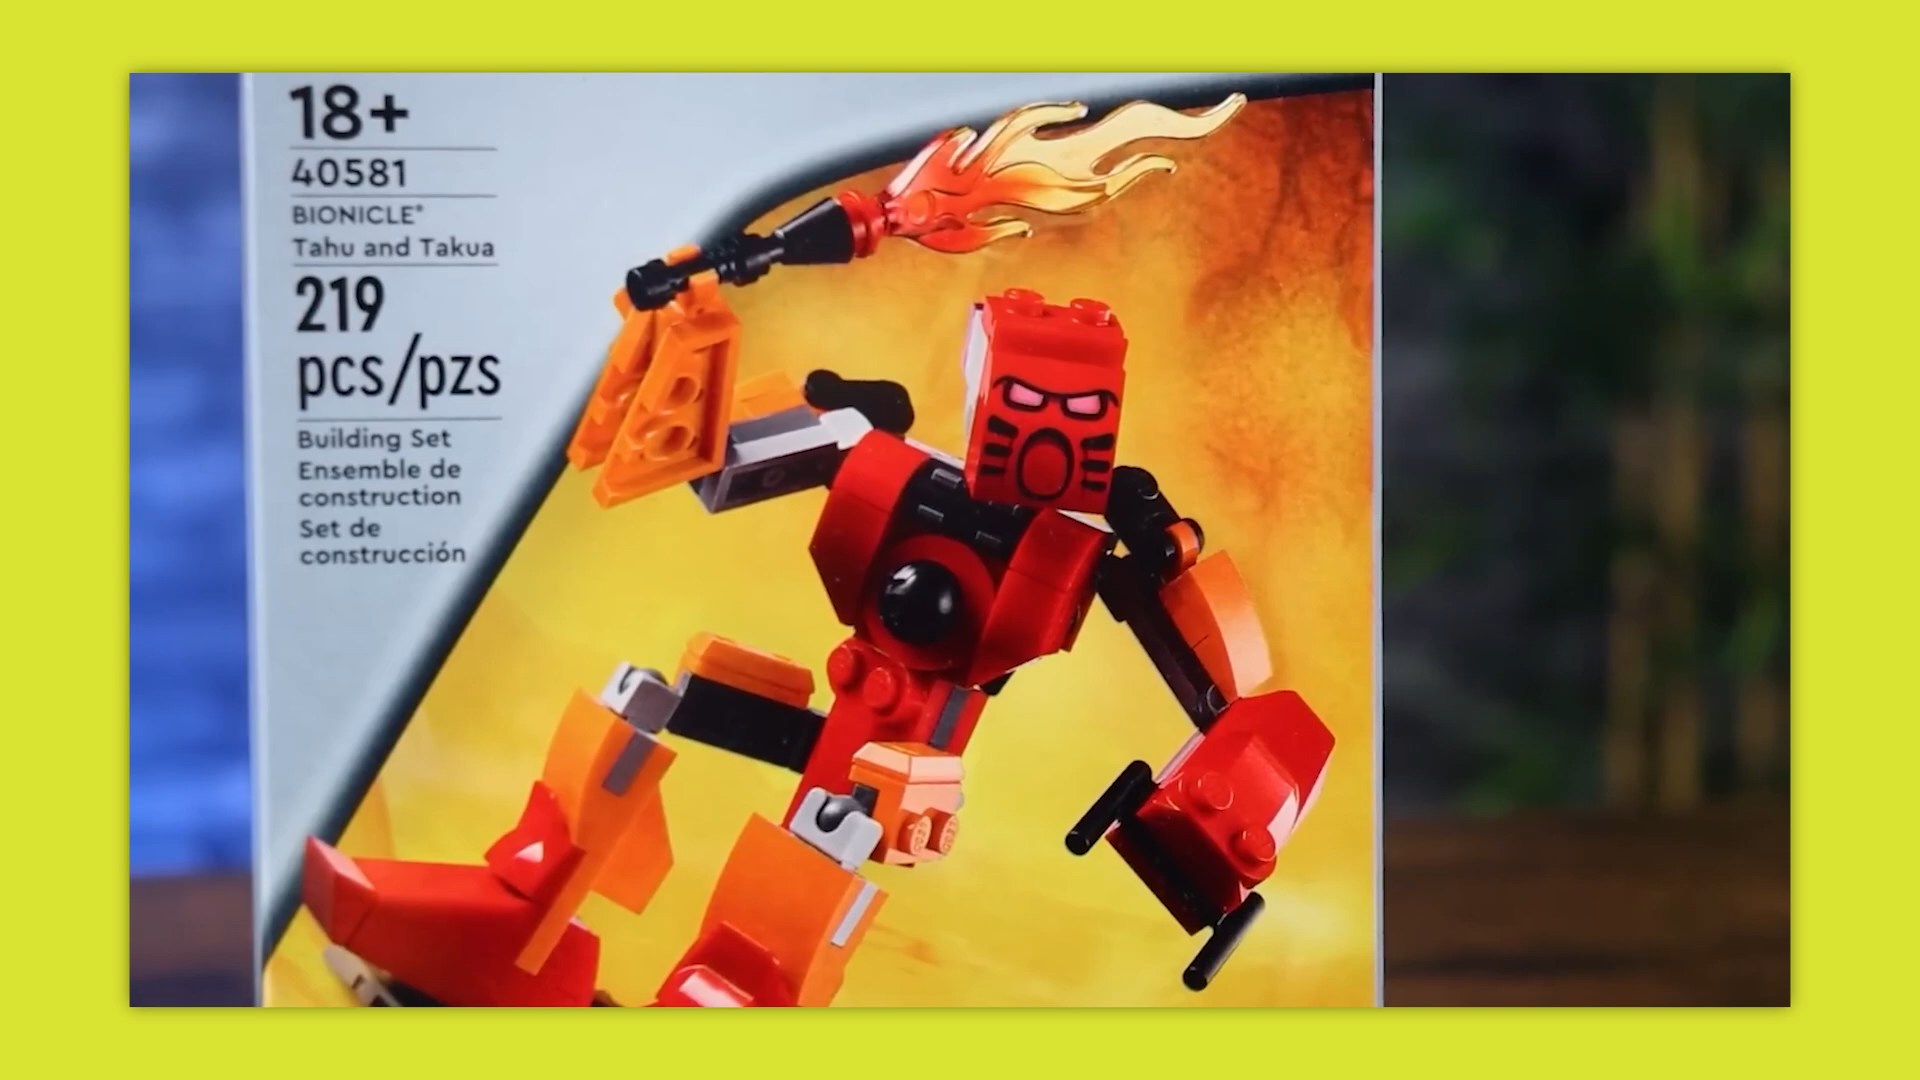 18+
40581
BIONICLE®
Tahu and Takua
219
pcs/pzs
Building Set
Ensemble de
construction
Set de
construcción